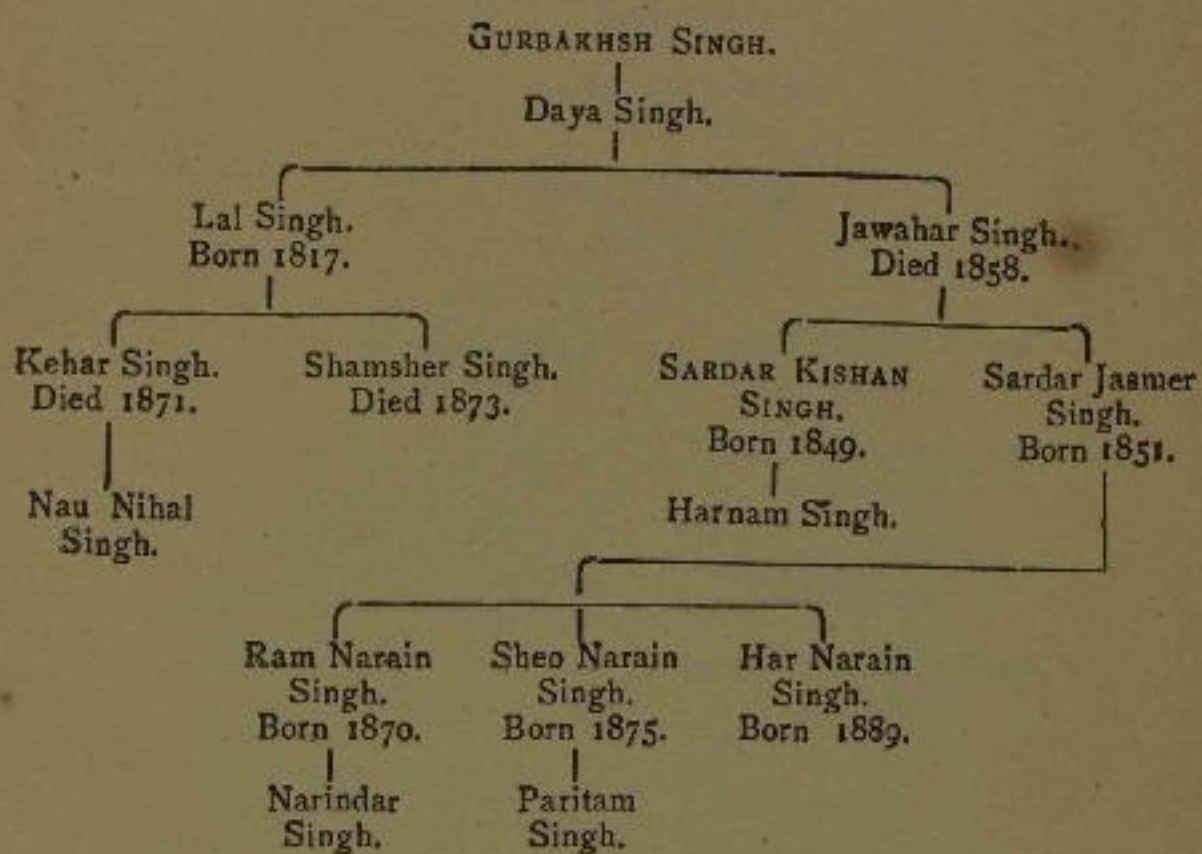 GURBAKHSH SINGH.
Daya Singh.
Lal Singh.
Born 1817.
Jawahar Singh.
Died 1858.
Kehar Singh.
Died 1871.
Shamsher Singh.
Died 1873.
SARDAR KISHAN
SINGH.
Born 1849.
Sardar Jasmer
Singh.
Born 1851.
Nau Nihal
Singh.
Harnam Singh.
Ram Narain
Singh.
Born 1870.
Sheo Narain
Singh.
Born 1875.
Har Narain
Singh.
Born 1889.
Narindar
Singh.
Paritam
Singh.